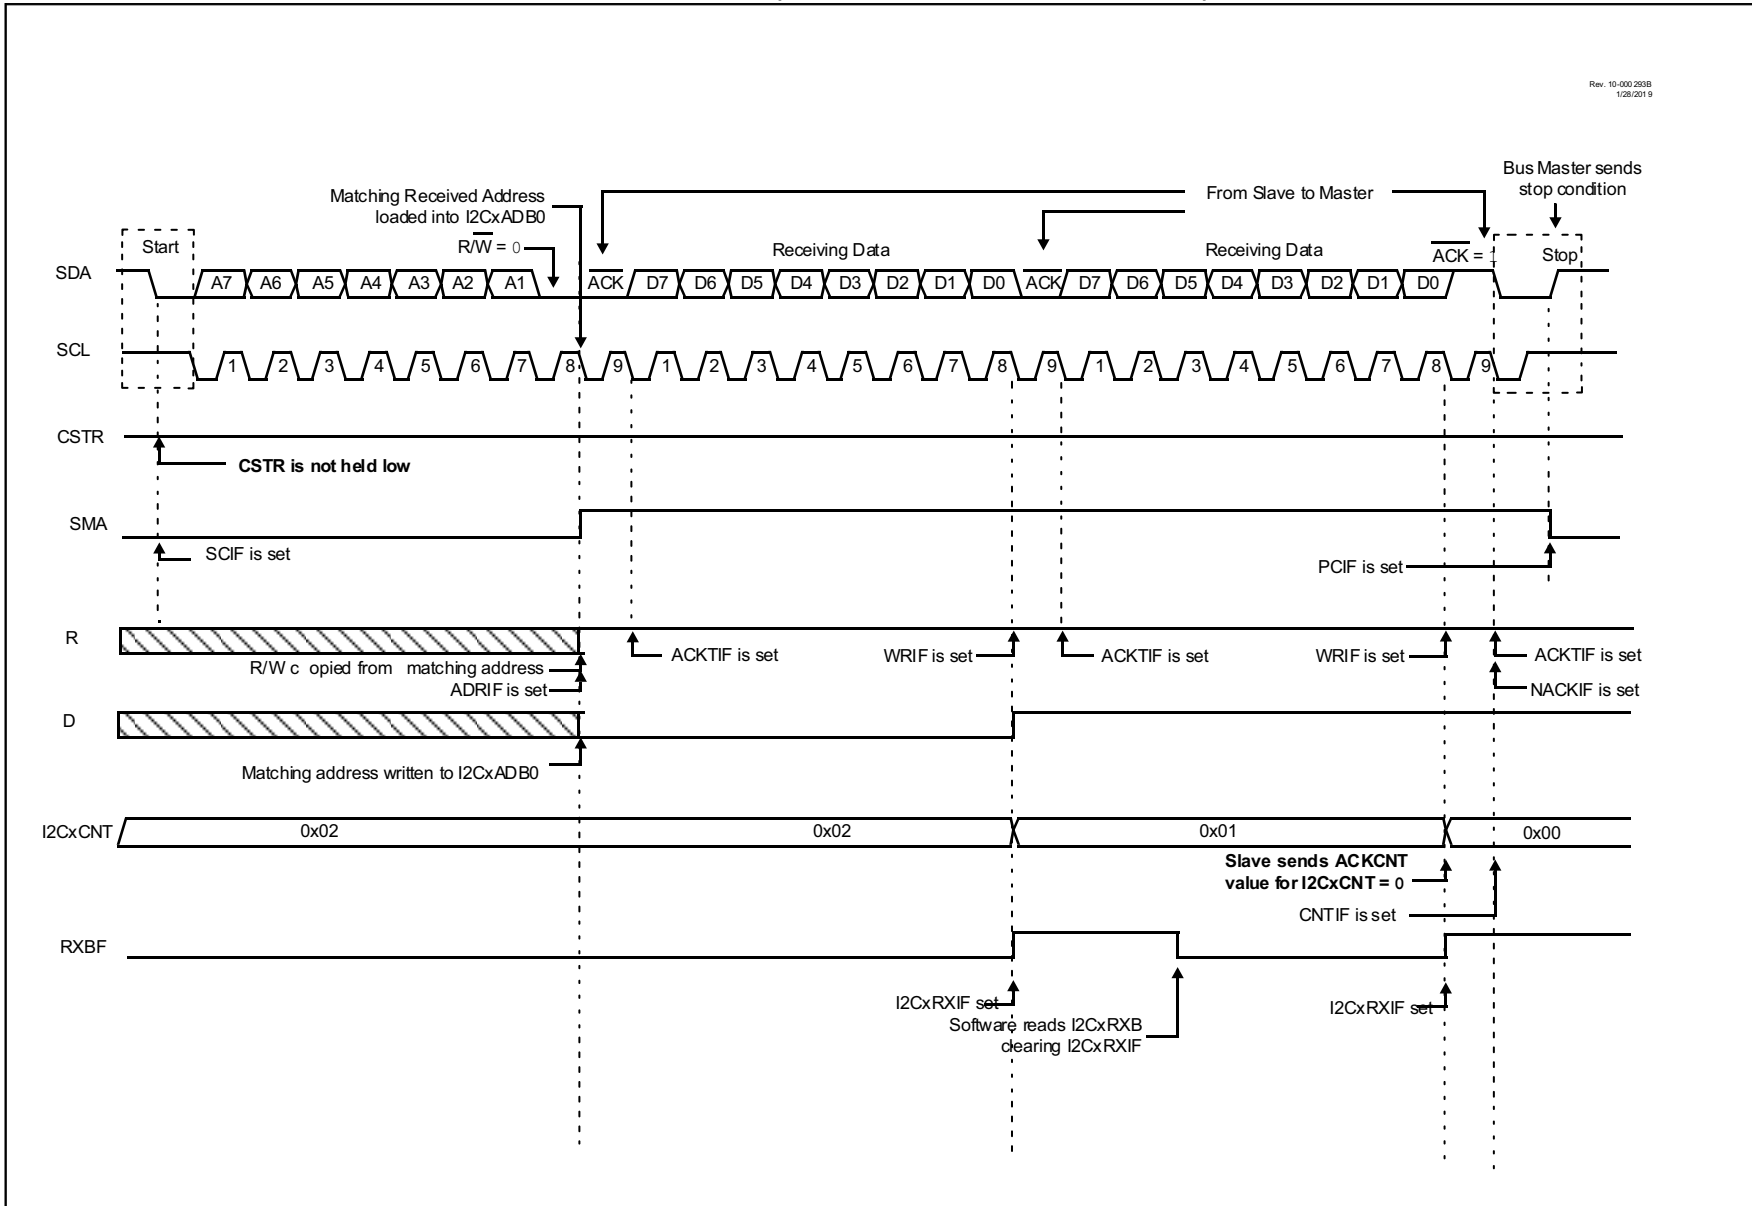 Rev. 10-000 293B
1/28/201 9
Bus Master sends
stop condition
Matching Received Address
loaded into I2CxADB0
From Slave to Master
Start
R/W = 0
Receiving Data
Receiving Data
ACK = 1
Stop
SDA
A7 A6 A5 A4 A3 A2 A1 ACK D7 D6 D5 D4 D3 D2 D1 D0 ACK D7 D6 D5 D4 D3 D2 D1 D0
SCL
1 2 3 4 5 6 7 8 9 1 2 3 4 5 6 7 8 9 1 2 3 4 5 6 7 8 9
CSTR
CSTR is not held low
SMA
SCIF is set
PCIF is set
R
ACKTIF is set
WRIF is set
ACKTIF is set
WRIF is set
ACKTIF is set
R/W c opied from matching address
ADRIF is set
NACKIF is set
D
Matching address written to I2CxADB0
I2CxCNT
0x02
0x02
0x01
0x00
Slave sends ACKCNT
value for I2CxCNT = 0
CNTIF is set
RXBF
I2CxRXIF set
I2CxRXIF set
Software reads I2CxRXB
clearing I2CxRXIF